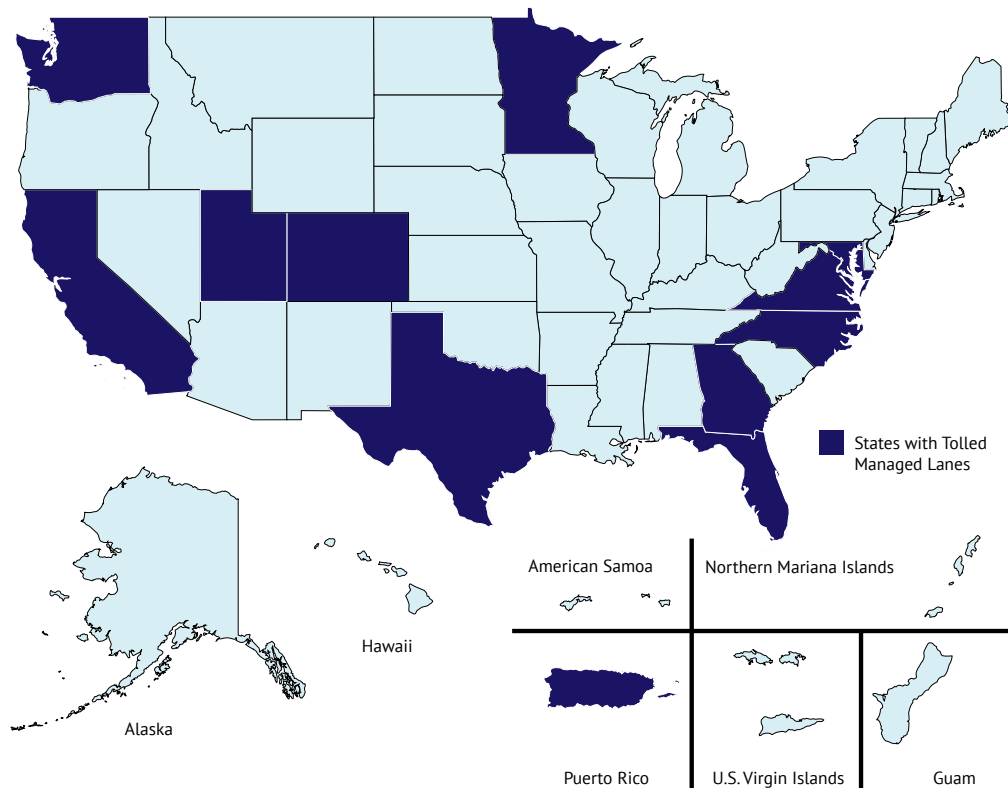 States with Tolled
Managed Lanes
American Samoa
Northern Mariana Islands
Hawaii
Alaska
Puerto Rico
U.S. Virgin Islands
Guam